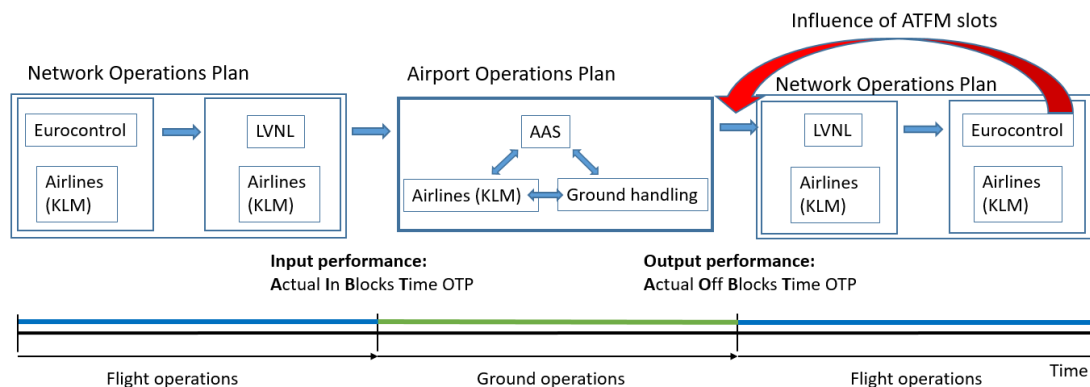 Influence of ATFM slots
Network Operations Plan
Airport Operations Plan
Network Operations Plan
Eurocontrol
LVNL
AAS
LVNL
Eurocontrol
Airlines
(KLM)
Airlines
(KLM)
Airlines (KLM)
Ground handling
Airlines
(KLM)
Airlines
(KLM)
Input performance:
Actual In Blocks Time OTP
Output performance:
Actual Off Blocks Time OTP
Flight operations
Ground operations
Flight operations
Time